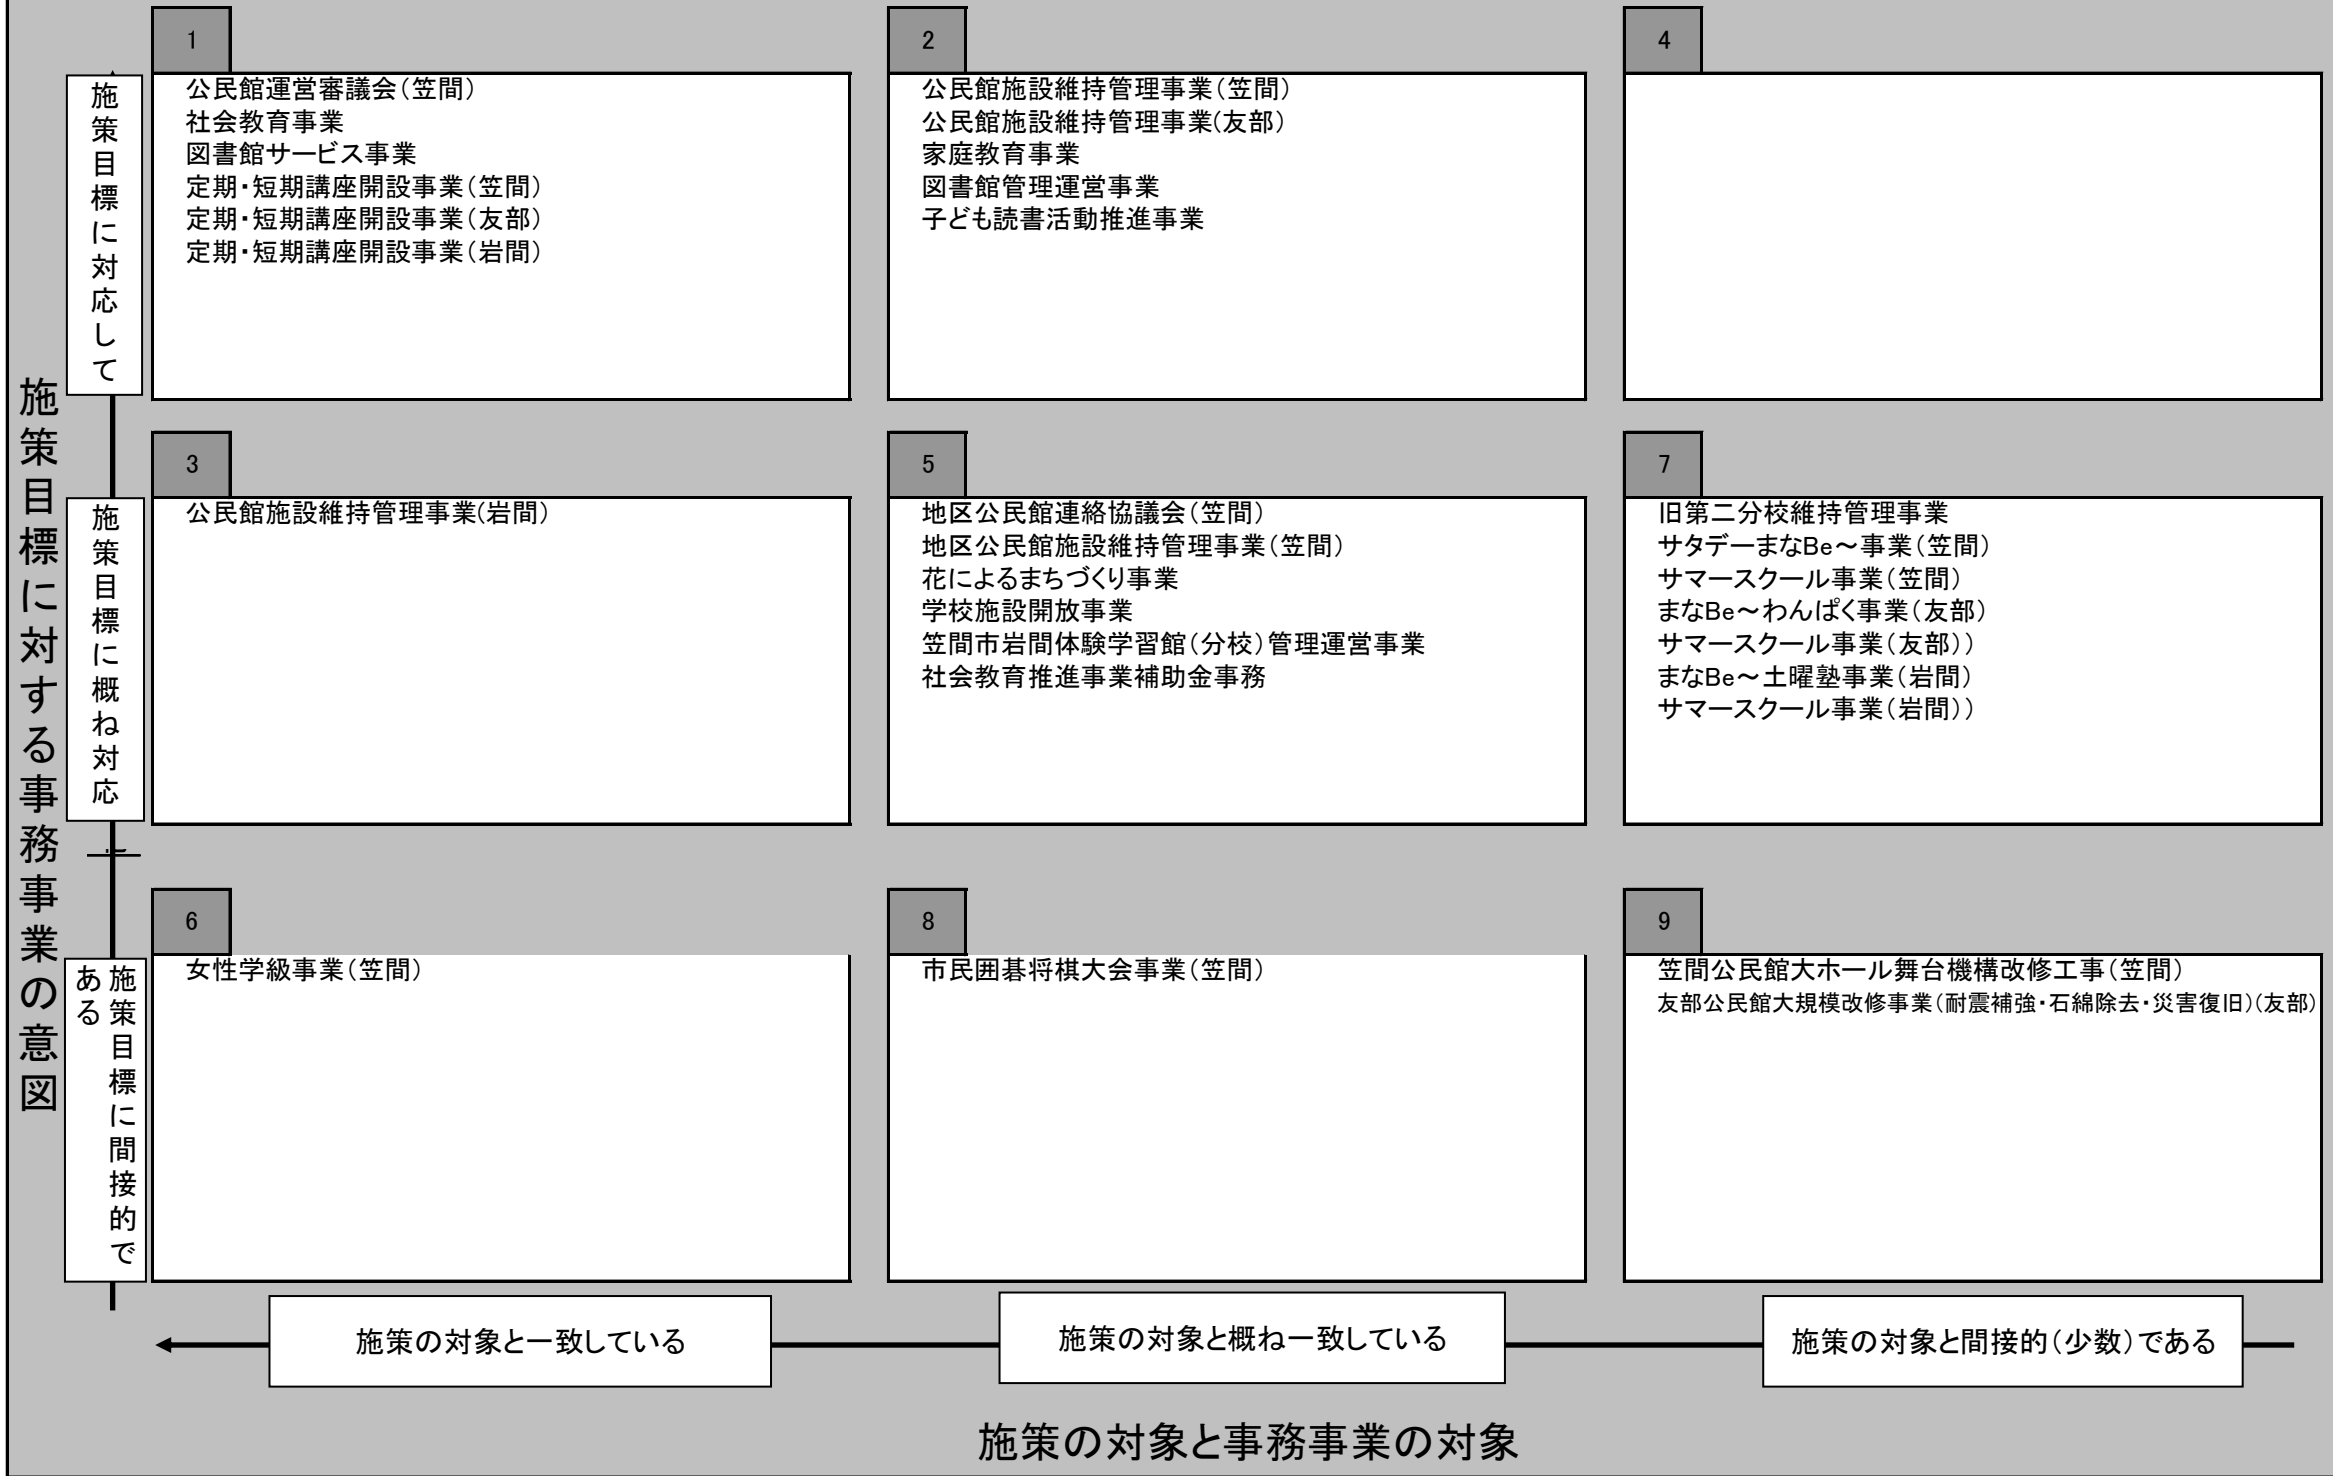 施策目標に対する事務事業の意図
施策目標に対応して
1
公民館運営審議会（笠間）
社会教育事業
図書館サービス事業
定期・短期講座開設事業（笠間）
定期・短期講座開設事業（友部）
定期・短期講座開設事業（岩間）
2
公民館施設維持管理事業（笠間）
公民館施設維持管理事業(友部）
家庭教育事業
図書館管理運営事業
子ども読書活動推進事業
4
施策目標に概ね対応
3
公民館施設維持管理事業(岩間）
5
地区公民館連絡協議会（笠間）
地区公民館施設維持管理事業（笠間）
花によるまちづくり事業
学校施設開放事業
笠間市岩間体験学習館（分校）管理運営事業
社会教育推進事業補助金事務
7
旧第二分校維持管理事業
サタデーまなBe～事業（笠間）
サマースクール事業（笠間）
まなBe～わんぱく事業（友部）
サマースクール事業（友部））
まなBe～土曜塾事業（岩間）
サマースクール事業（岩間））
施策目標に間接的で
ある
6
女性学級事業（笠間）
8
市民囲碁将棋大会事業（笠間）
9
笠間公民館大ホール舞台機構改修工事（笠間）
友部公民館大規模改修事業（耐震補強・石綿除去・災害復旧）（友部）
施策の対象と一致している
施策の対象と概ね一致している
施策の対象と間接的（少数）である
施策の対象と事務事業の対象